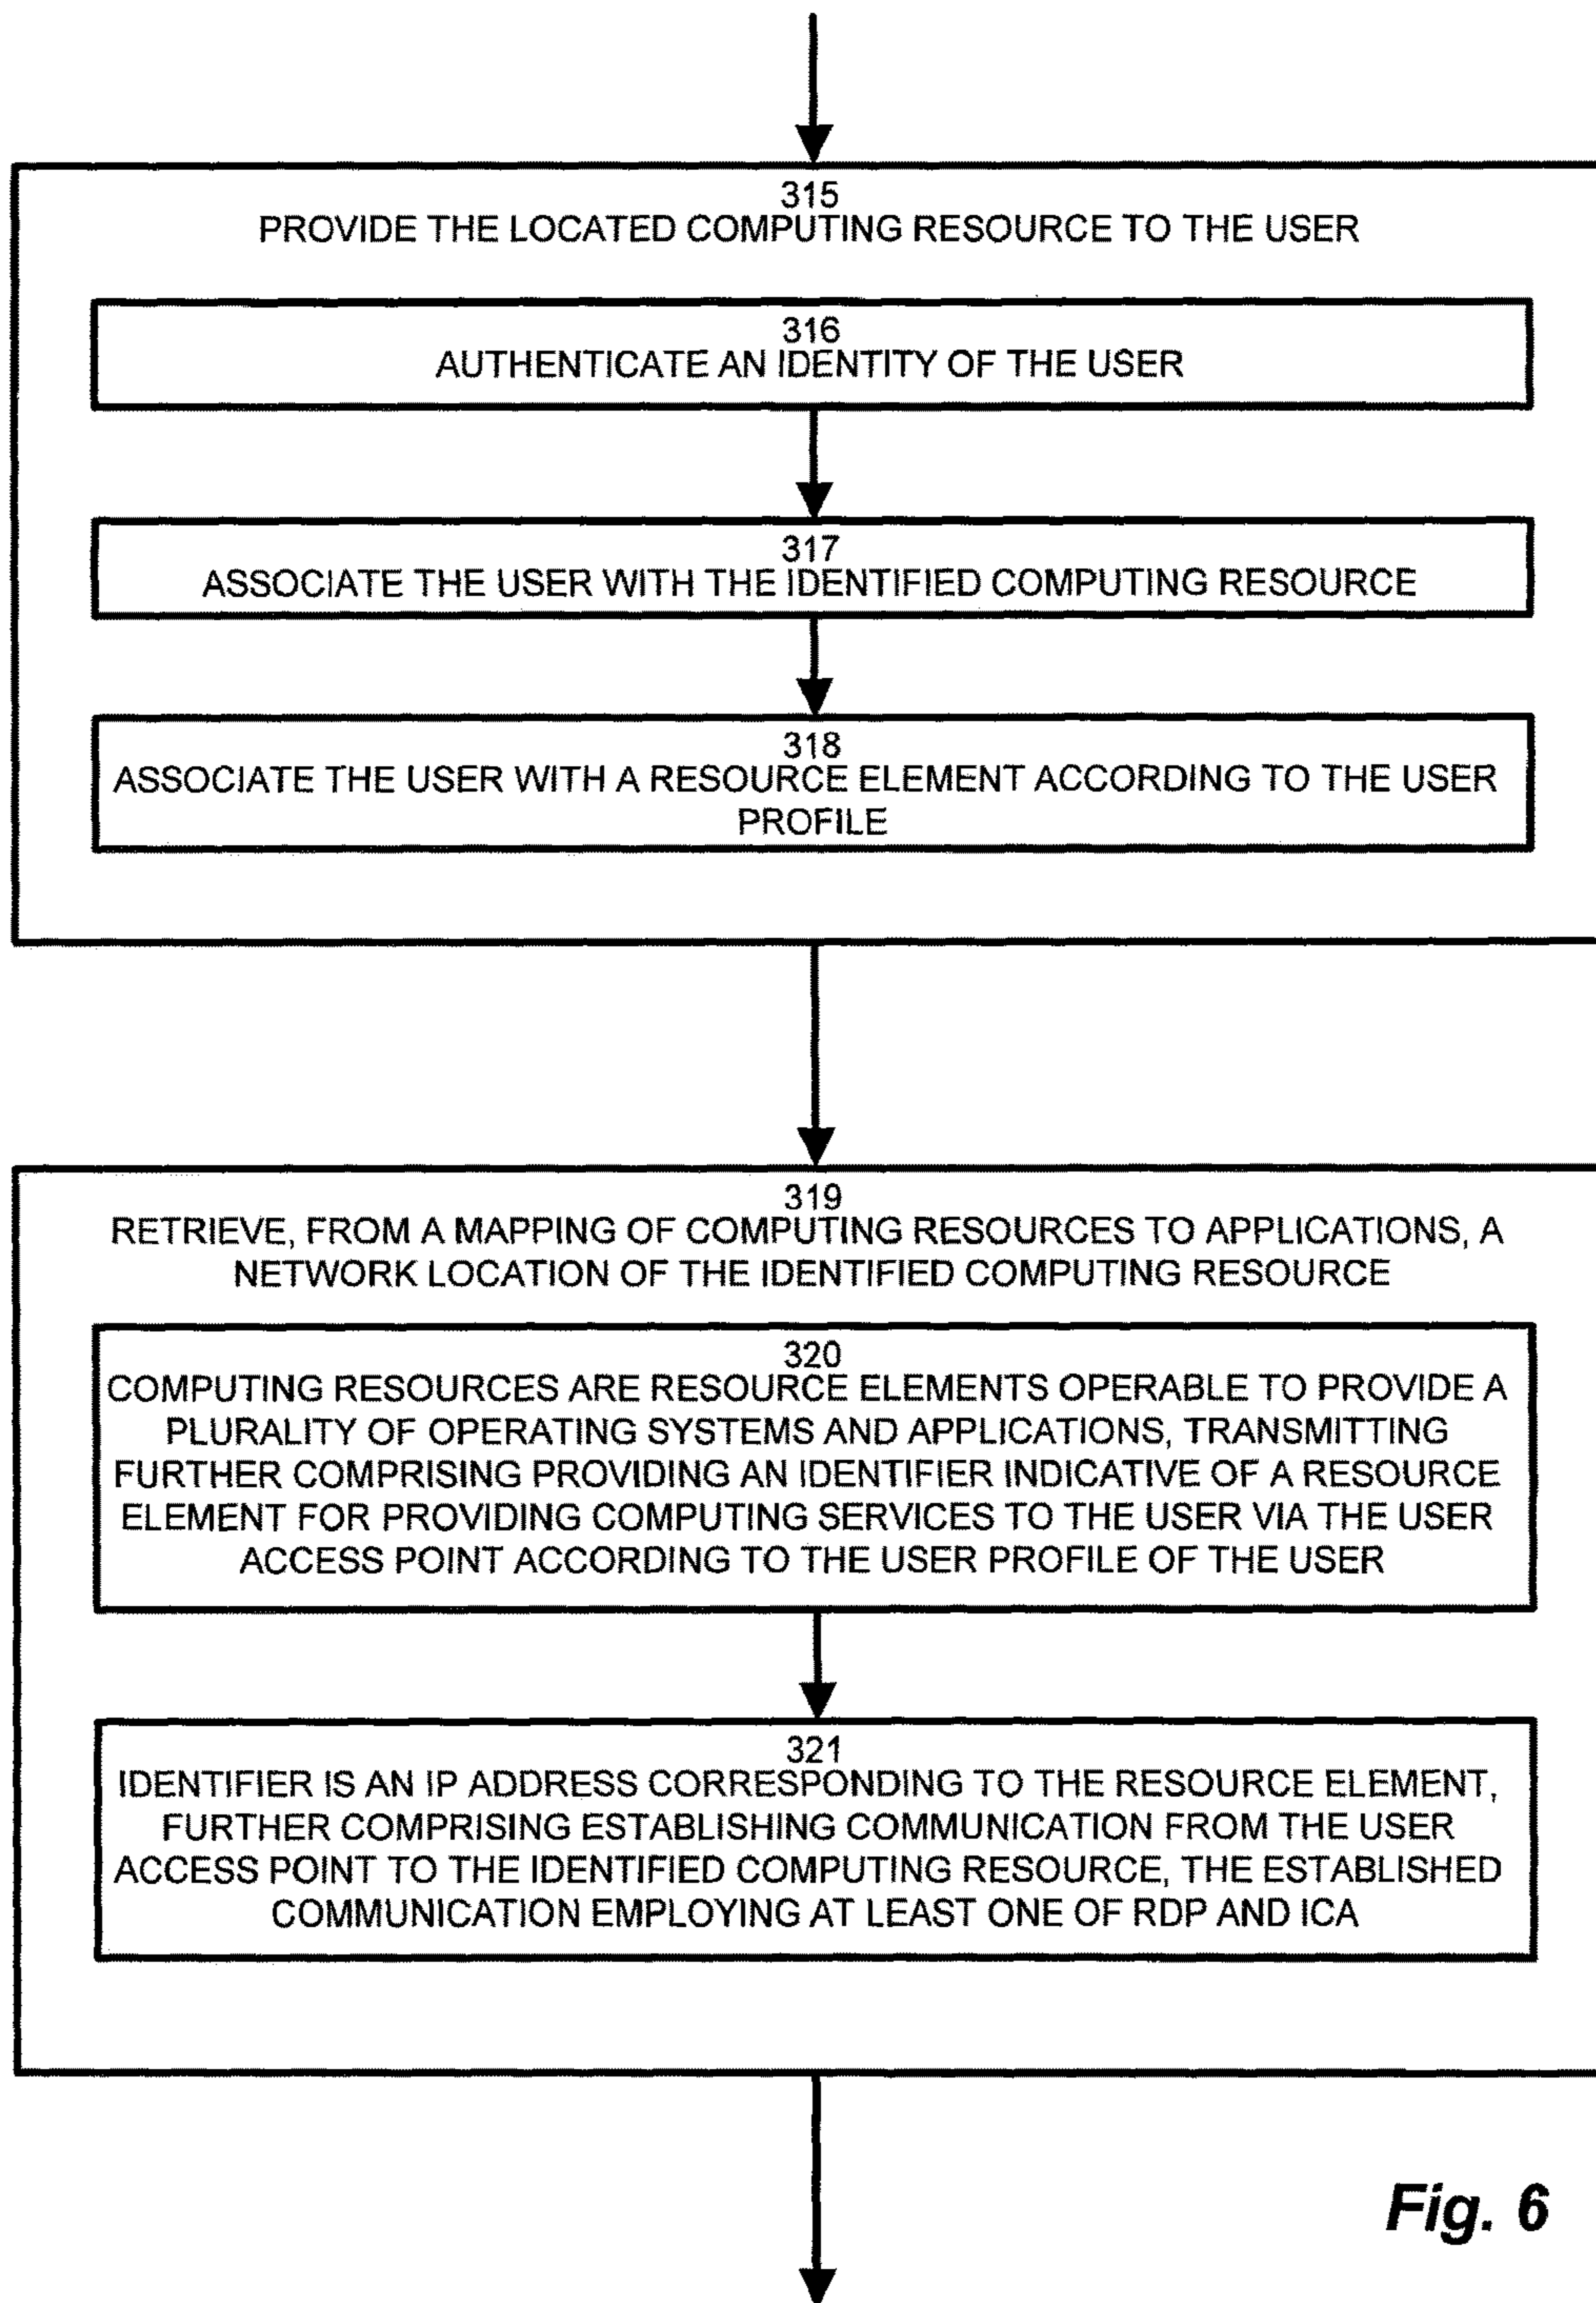 315
PROVIDE THE LOCATED COMPUTING RESOURCE TO THE USER
316
AUTHENTICATE AN IDENTITY OF THE USER
317
ASSOCIATE THE USER WITH THE IDENTIFIED COMPUTING RESOURCE
318
ASSOCIATE THE USER WITH A RESOURCE ELEMENT ACCORDING TO THE USER
PROFILE
319
RETRIEVE, FROM A MAPPING OF COMPUTING RESOURCES TO APPLICATIONS, A
NETWORK LOCATION OF THE IDENTIFIED COMPUTING RESOURCE
320
COMPUTING RESOURCES ARE RESOURCE ELEMENTS OPERABLE TO PROVIDE A
PLURALITY OF OPERATING SYSTEMS AND APPLICATIONS, TRANSMITTING
FURTHER COMPRISING PROVIDING AN IDENTIFIER INDICATIVE OF A RESOURCE
ELEMENT FOR PROVIDING COMPUTING SERVICES TO THE USER VIA THE USER
ACCESS POINT ACCORDING TO THE USER PROFILE OF THE USER
321
IDENTIFIER IS AN IP ADDRESS CORRESPONDING TO THE RESOURCE ELEMENT,
FURTHER COMPRISING ESTABLISHING COMMUNICATION FROM THE USER
ACCESS POINT TO THE IDENTIFIED COMPUTING RESOURCE, THE ESTABLISHED
COMMUNICATION EMPLOYING AT LEAST ONE OF RDP AND ICA
Fig. 6